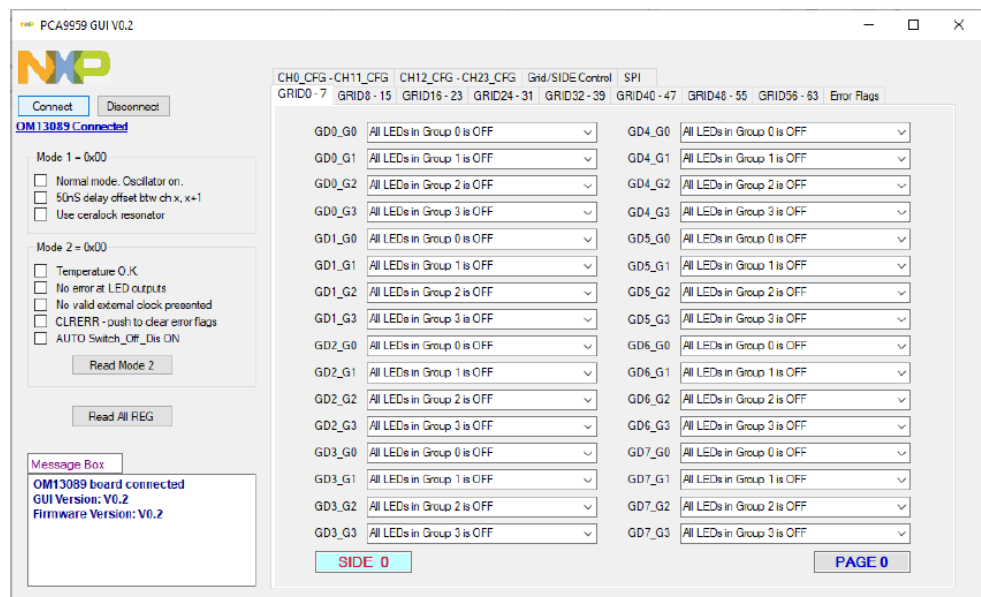 PCA9959 GUI V0.2
NXP
Connect
Disconnect
OM13089 Connected
Mode 1 = 0x00
Normal mode. Oscillator on.
50nS delay offset btw ch x, x+1
Use ceralock resonator
Mode 2 = 0x00
Temperature O.K.
No error at LED outputs
No valid external clock presented
CLRERR - push to clear error flags
AUTO Switch_Off_Dis ON
Read Mode 2
Read All REG
Message Box
OM13089 board connected
GUI Version: V0.2
Firmware Version: V0.2
CH0_CFG - CH11_CFG CH12_CFG - CH23_CFG Grid/SIDE Control SPI
GRID0 - 7 GRID8 - 15 GRID16 - 23 GRID24 - 31 GRID32 - 39 GRID40 - 47 GRID48 - 55 GRID56 - 63 Error Flags
GD0_G0 All LEDs in Group 0 is OFF GD4_G0 All LEDs in Group 0 is OFF
GD0_G1 All LEDs in Group 1 is OFF GD4_G1 All LEDs in Group 1 is OFF
GD0_G2 All LEDs in Group 2 is OFF GD4_G2 All LEDs in Group 2 is OFF
GD0_G3 All LEDs in Group 3 is OFF GD4_G3 All LEDs in Group 3 is OFF
GD1_G0 All LEDs in Group 0 is OFF GD5_G0 All LEDs in Group 0 is OFF
GD1_G1 All LEDs in Group 1 is OFF GD5_G1 All LEDs in Group 1 is OFF
GD1_G2 All LEDs in Group 2 is OFF GD5_G2 All LEDs in Group 2 is OFF
GD1_G3 All LEDs in Group 3 is OFF GD5_G3 All LEDs in Group 3 is OFF
GD2_G0 All LEDs in Group 0 is OFF GD6_G0 All LEDs in Group 0 is OFF
GD2_G1 All LEDs in Group 1 is OFF GD6_G1 All LEDs in Group 1 is OFF
GD2_G2 All LEDs in Group 2 is OFF GD6_G2 All LEDs in Group 2 is OFF
GD2_G3 All LEDs in Group 3 is OFF GD6_G3 All LEDs in Group 3 is OFF
GD3_G0 All LEDs in Group 0 is OFF GD7_G0 All LEDs in Group 0 is OFF
GD3_G1 All LEDs in Group 1 is OFF GD7_G1 All LEDs in Group 1 is OFF
GD3_G2 All LEDs in Group 2 is OFF GD7_G2 All LEDs in Group 2 is OFF
GD3_G3 All LEDs in Group 3 is OFF GD7_G3 All LEDs in Group 3 is OFF
SIDE 0 PAGE 0